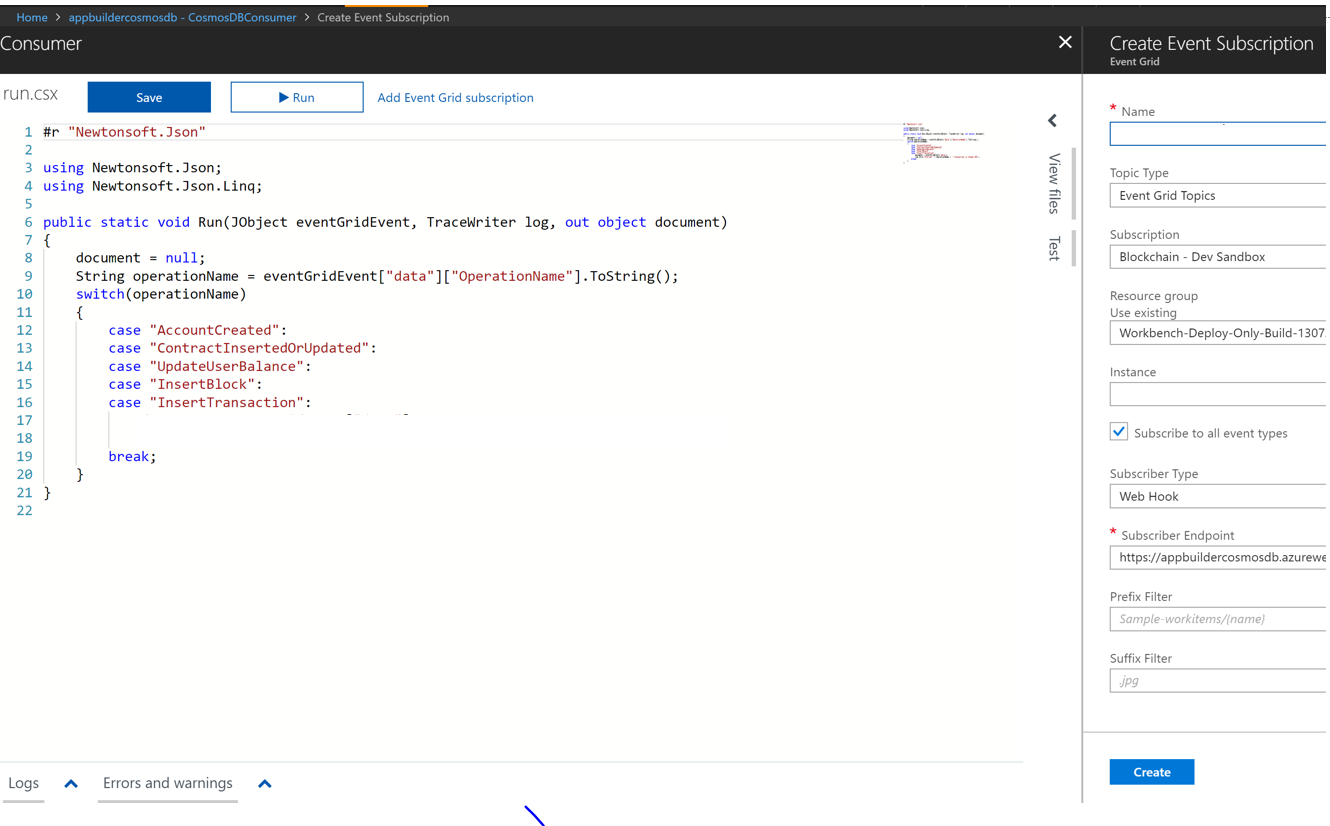 Home > appbuildercosmosdb - CosmosDBConsumer > Create Event Subscription
Consumer
run.csx
Save
Run
Add Event Grid subscription
1 #r "Newtonsoft.Json"
2
3 using Newtonsoft.Json;
4 using Newtonsoft.Json.Linq;
5
6 public static void Run(JObject eventGridEvent, TraceWriter log, out object document)
7 {
8 document = null;
9 String operationName = eventGridEvent["data"]["OperationName"].ToString();
10 switch(operationName)
11 {
12 case "AccountCreated":
13 case "ContractInsertedOrUpdated":
14 case "UpdateUserBalance":
15 case "InsertBlock":
16 case "InsertTransaction":
17
18
19 break;
20 }
21 }
22
View files
Test
Logs
Errors and warnings
Create Event Subscription
Event Grid
* Name
Topic Type
Event Grid Topics
Subscription
Blockchain - Dev Sandbox
Resource group
Use existing
Workbench-Deploy-Only-Build-1307
Instance
Subscribe to all event types
Subscriber Type
Web Hook
* Subscriber Endpoint
https://appbuildercosmosdb.azurewe
Prefix Filter
Sample-workitems/{name}
Suffix Filter
.jpg
Create